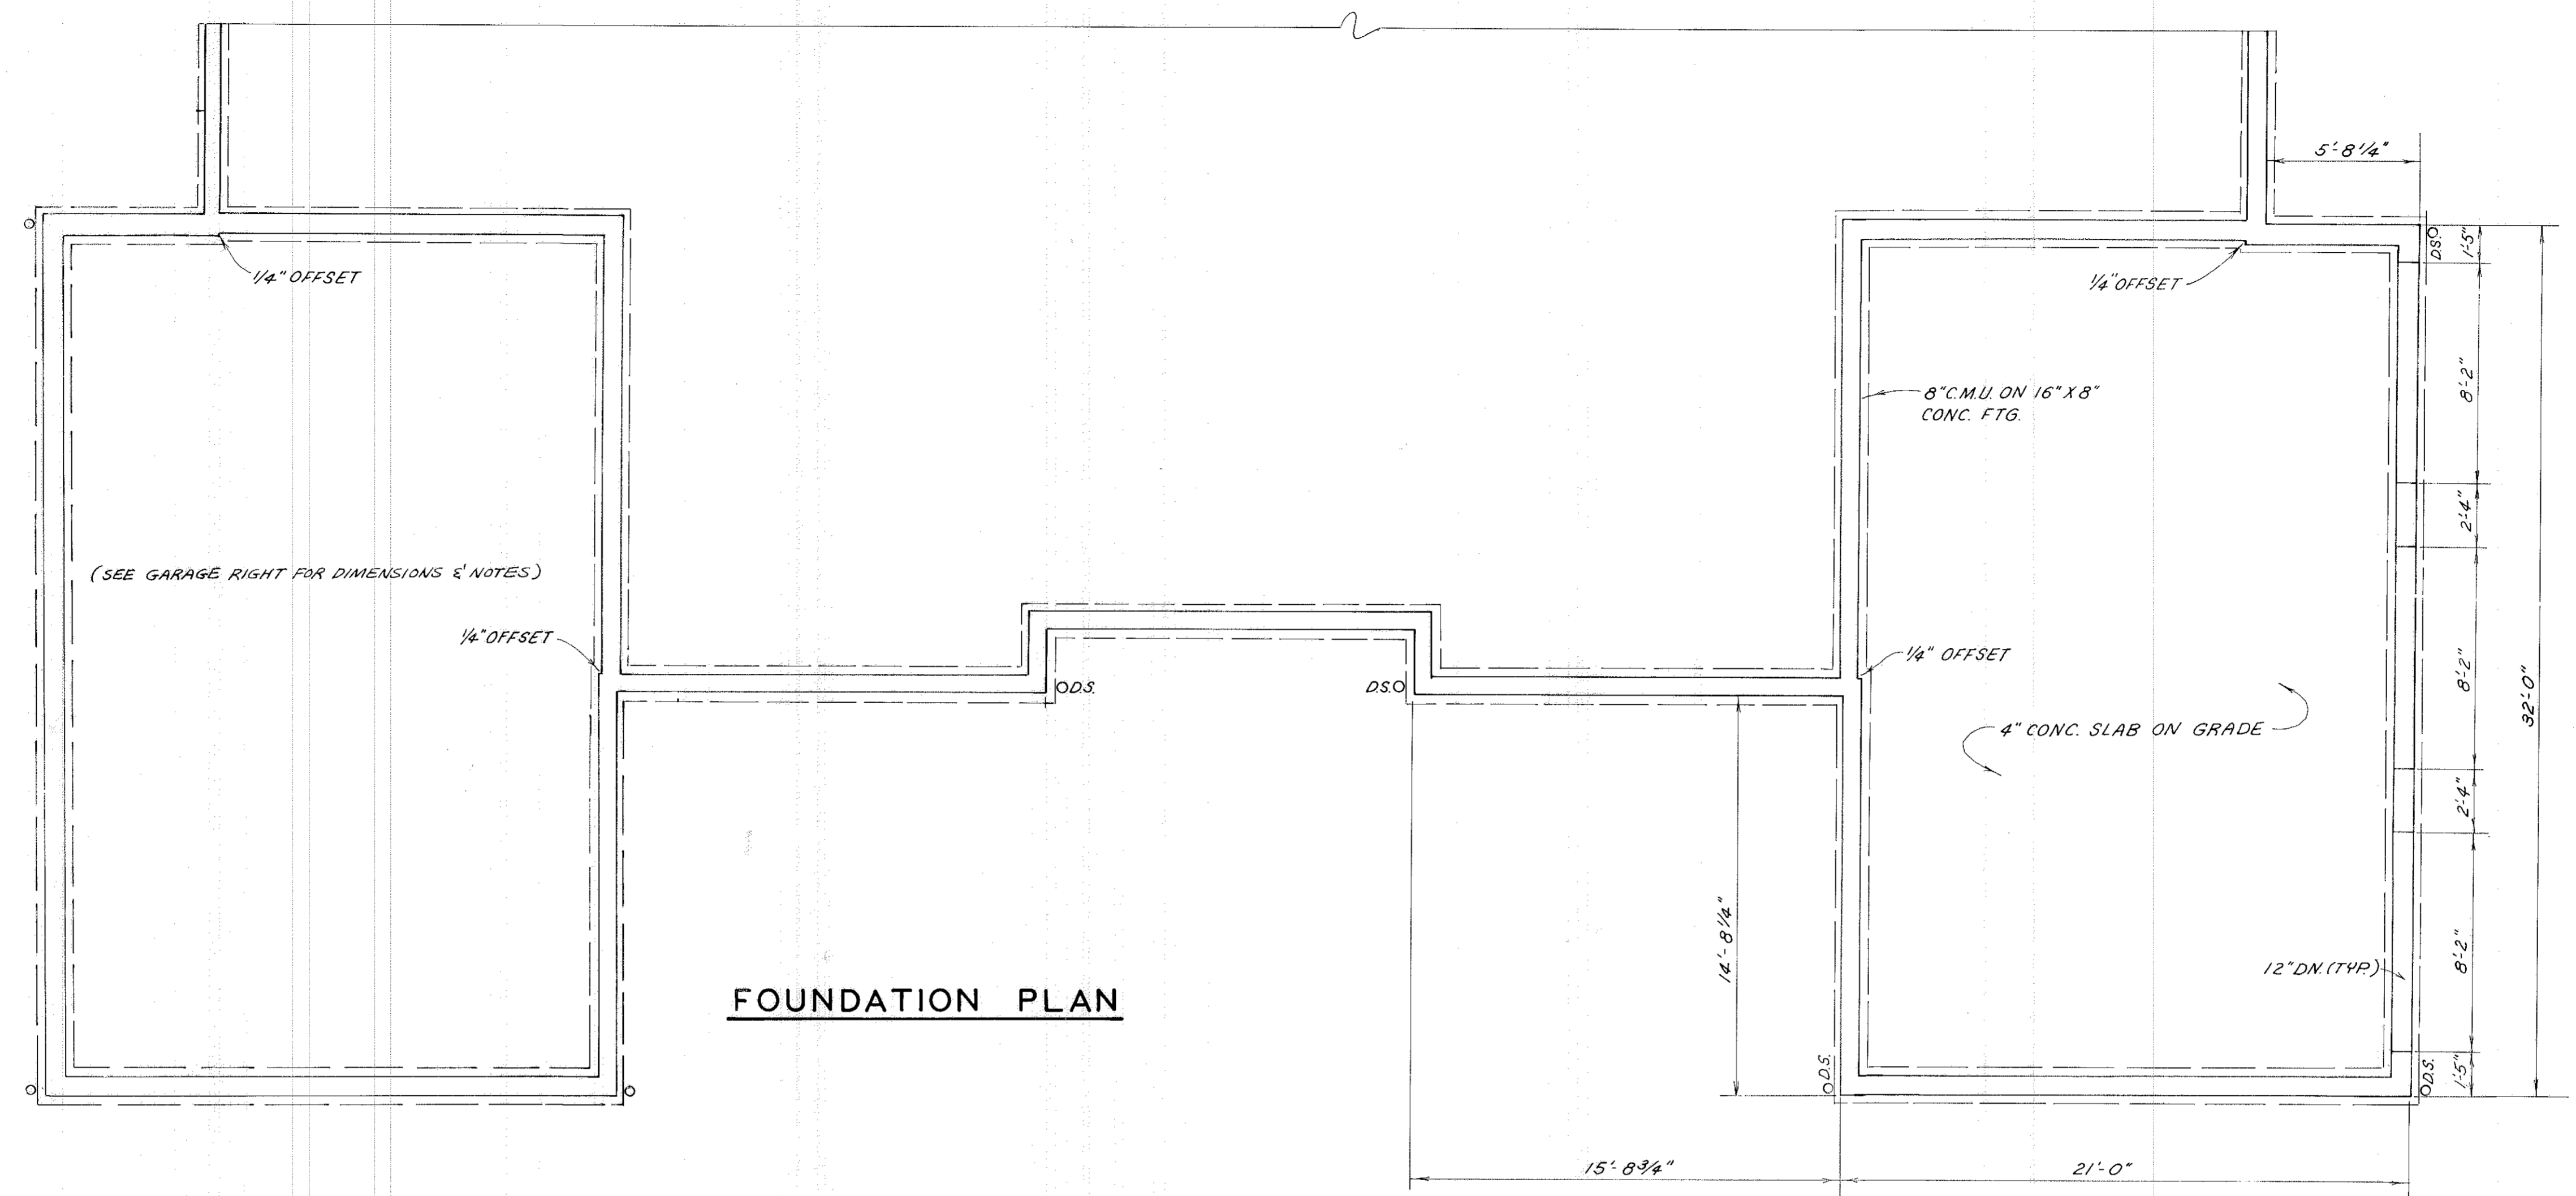 5'-8 1/4"
D.S.
1'-5"
1/4" OFFSET
1/4" OFFSET
8'-2"
8" C.M.U. ON 16" X 8"
CONC. FTG.
2'-4"
(SEE GARAGE RIGHT FOR DIMENSIONS & NOTES)
1/4" OFFSET
1/4" OFFSET
8'-2"
32'-0"
D.S.
D.S.
4" CONC. SLAB ON GRADE
2'-4"
14'-8 1/4"
8'-2"
12" DN. (TYP.)
FOUNDATION PLAN
D.S.
D.S.
1'-5"
15'-8 3/4"
21'-0"